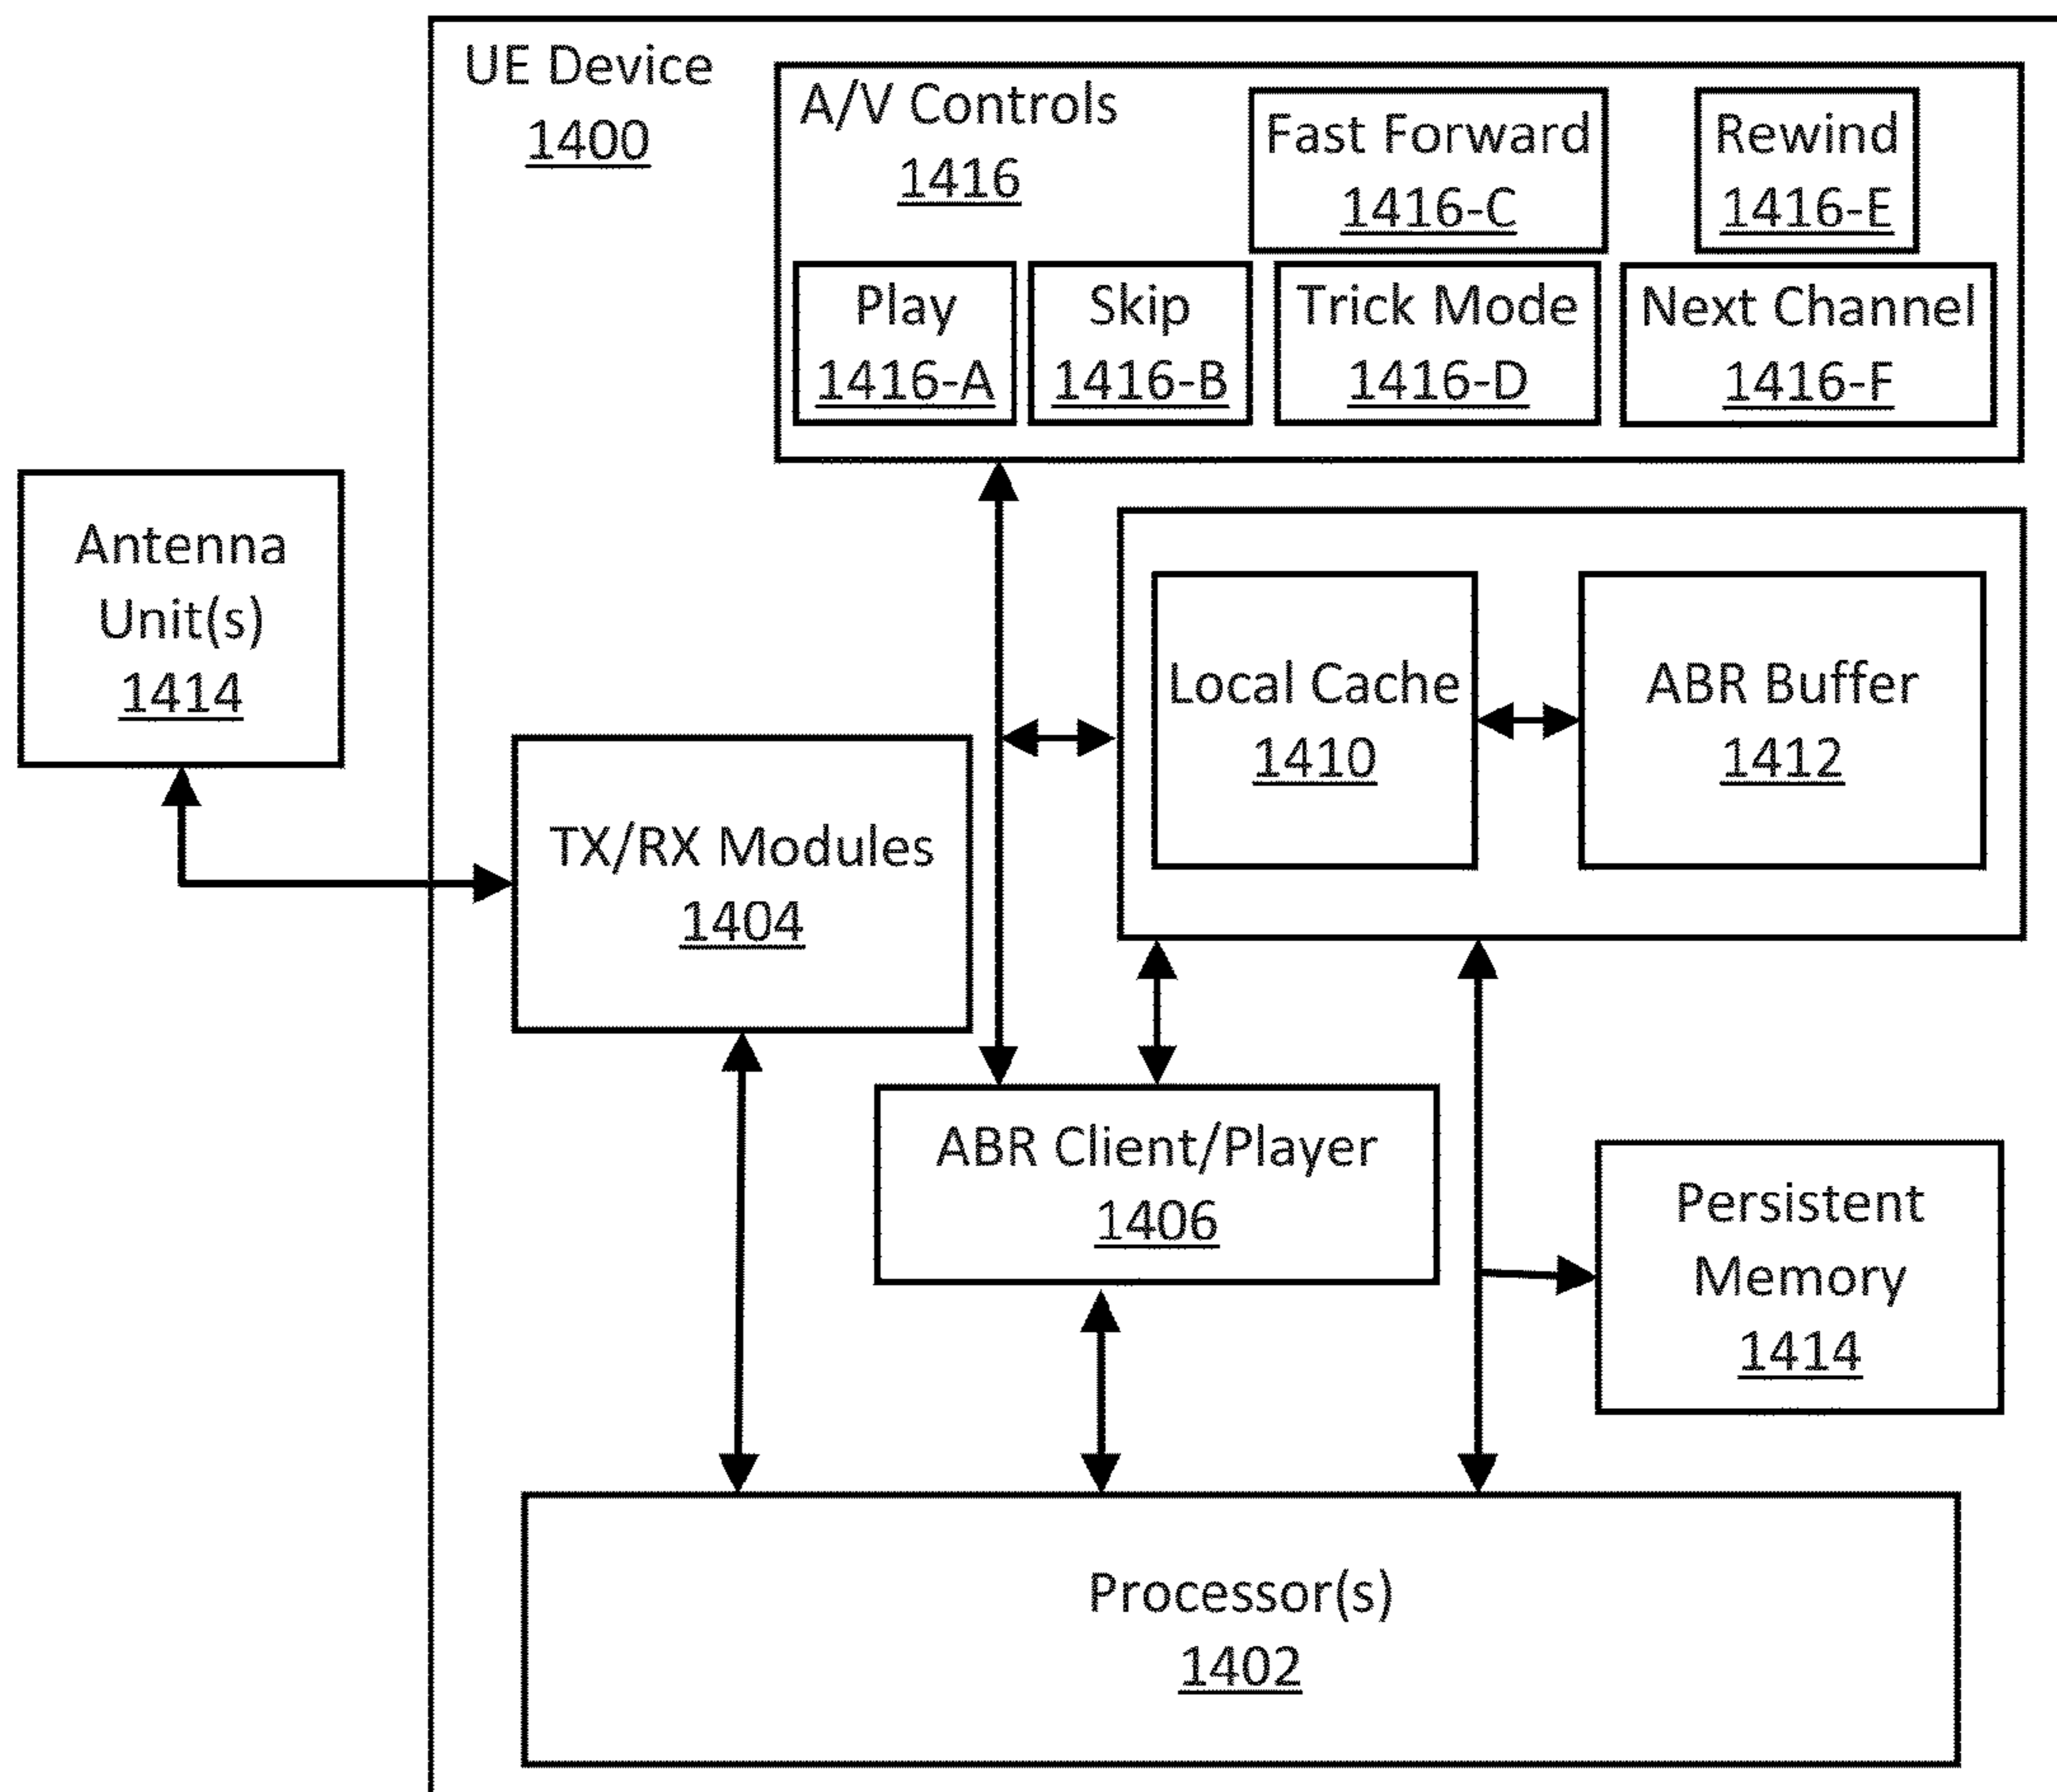 UE Device
1400
A/V Controls
1416
Fast Forward
1416-C
Rewind
1416-E
Play
1416-A
Skip
1416-B
Trick Mode
1416-D
Next Channel
1416-F
Antenna
Unit(s)
1414
Local Cache
1410
ABR Buffer
1412
TX/RX Modules
1404
ABR Client/Player
1406
Persistent
Memory
1414
Processor(s)
1402